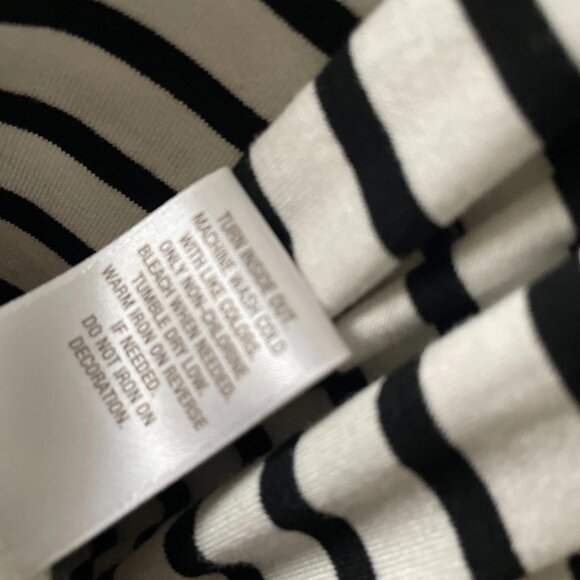 TURN INSIDE OUT.
MACHINE WASH COLD
WITH LIKE COLORS.
ONLY NON-CHLORINE
BLEACH WHEN NEEDED.
TUMBLE DRY LOW.
WARM IRON ON REVERSE
IF NEEDED.
DO NOT IRON ON
DECORATION.